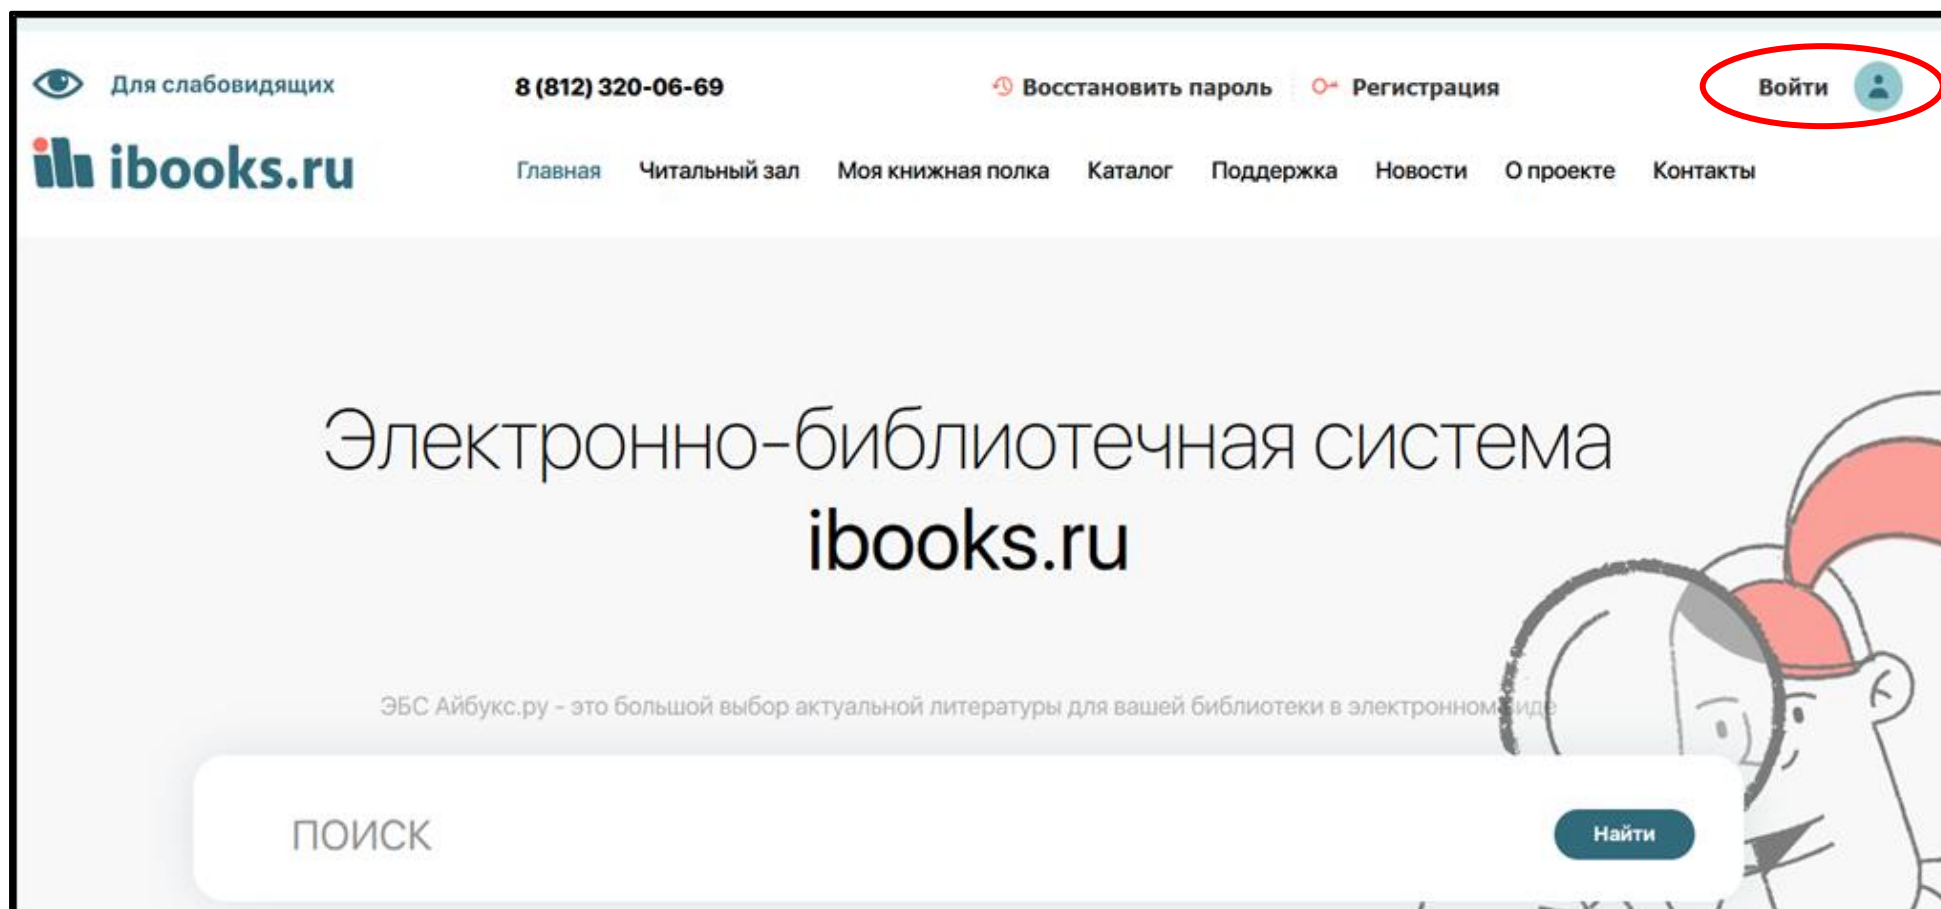 Для слабовидящих
8 (812) 320-06-69
Восстановить пароль
Регистрация
Войти
ibooks.ru
Главная Читальный зал Моя книжная полка Каталог Поддержка Новости О проекте Контакты
Электронно-библиотечная система
ibooks.ru
ЭБС Айбукс.ру - это большой выбор актуальной литературы для вашей библиотеки в электронном виде
ПОИСК
Найти